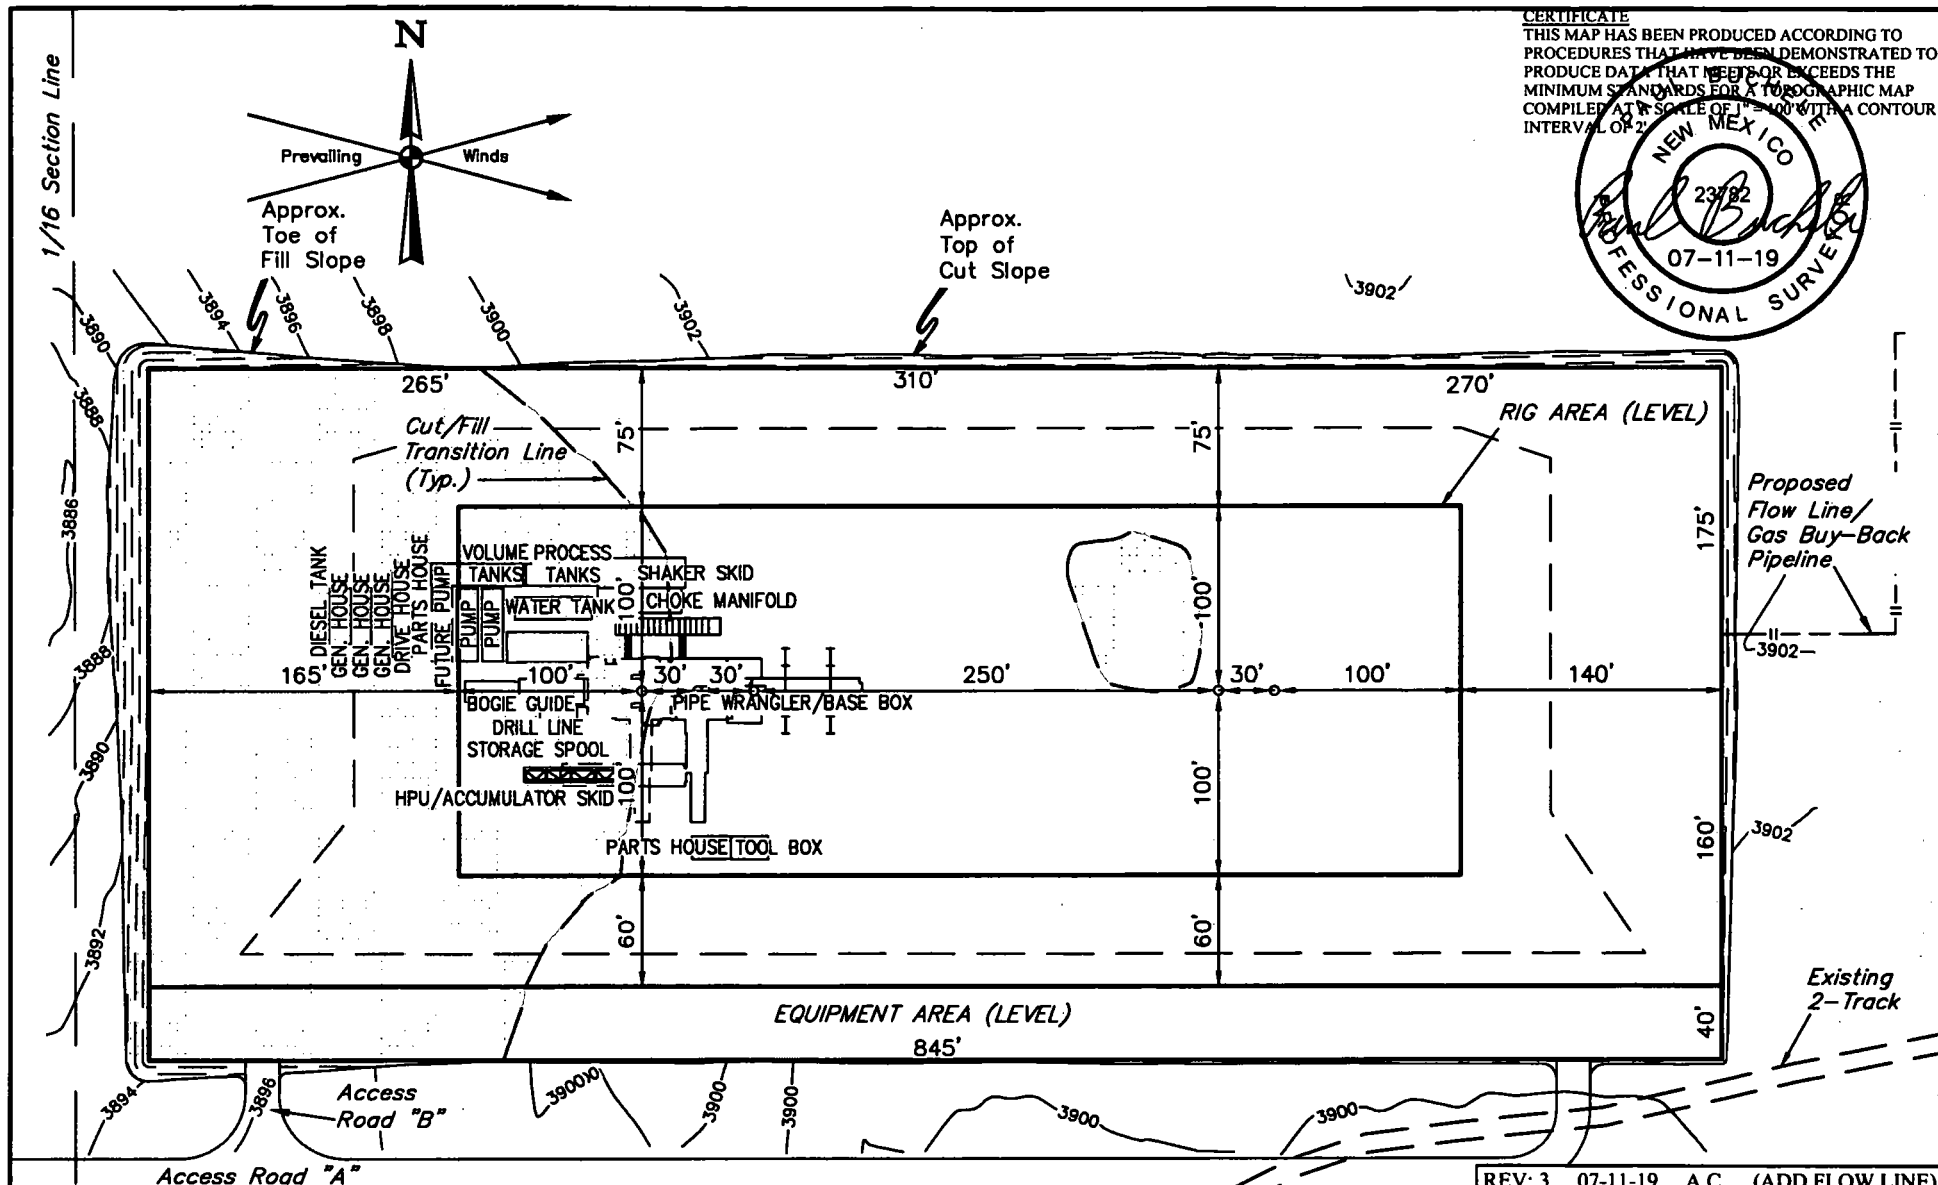 CERTIFICATE
THIS MAP HAS BEEN PRODUCED ACCORDING TO
PROCEDURES THAT HAVE BEEN DEMONSTRATED TO
PRODUCE DATA THAT MEETS OR EXCEEDS THE
MINIMUM STANDARDS FOR A TOPOGRAPHIC MAP
COMPILED AT A SCALE OF 1" = 100' WITH A CONTOUR
INTERVAL OF 2'.
PAUL BUCHELE
NEW MEXICO
23782
07-11-19
PROFESSIONAL SURVEYOR
N
Prevailing Winds
1/16 Section Line
Approx.
Toe of
Fill Slope
Approx.
Top of
Cut Slope
3890
3894
3896
3898
3900
3902
3902
3888
3886
3888
3890
3892
3894
265'
310'
270'
RIG AREA (LEVEL)
Cut/Fill
Transition Line
(Typ.)
75'
75'
175'
Proposed
Flow Line/
Gas Buy-Back
Pipeline
3902
DIESEL TANK
GEN. HOUSE
GEN. HOUSE
GEN. HOUSE
DRIVE HOUSE
PARTS HOUSE
FUTURE PUMP
PUMP
PUMP
VOLUME PROCESS
TANKS TANKS
SHAKER SKID
WATER TANK
CHOKE MANIFOLD
100'
100'
165'
100'
30'
30'
250'
30'
100'
140'
BOGIE GUIDE
PIPE WRANGLER/BASE BOX
DRILL LINE
STORAGE SPOOL
HPU/ACCUMULATOR SKID
100'
100'
PARTS HOUSE TOOL BOX
160'
3902
60'
60'
EQUIPMENT AREA (LEVEL)
845'
40'
Existing
2-Track
3896
Access
Road "B"
3900
3900
3900
3900
3900
Access Road "A"
REV: 3 07-11-19 A.C. (ADD FLOW LINE)